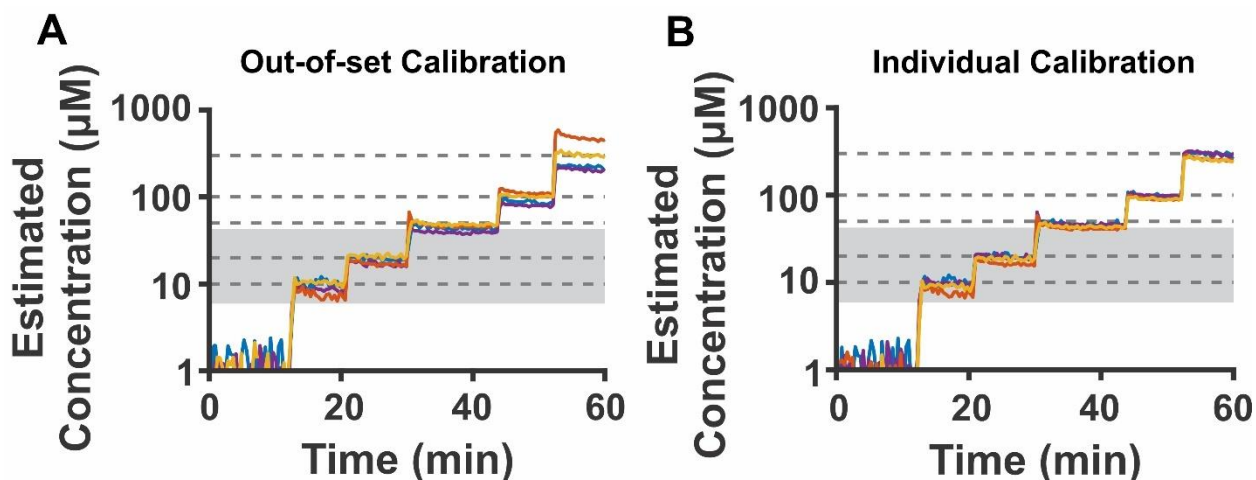 A
Out-of-set Calibration
Estimated
Concentration (µM)
1000
100
10
1
0
20
40
60
Time (min)
B
Individual Calibration
Estimated
Concentration (µM)
1000
100
10
1
0
20
40
60
Time (min)